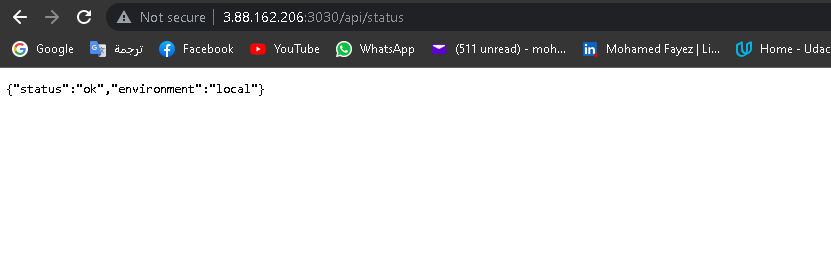 Not secure | 3.88.162.206:3030/api/status
Google ترجمة Facebook YouTube WhatsApp (511 unread) - moh... Mohamed Fayez | Li... Home - Udac
{"status":"ok","environment":"local"}